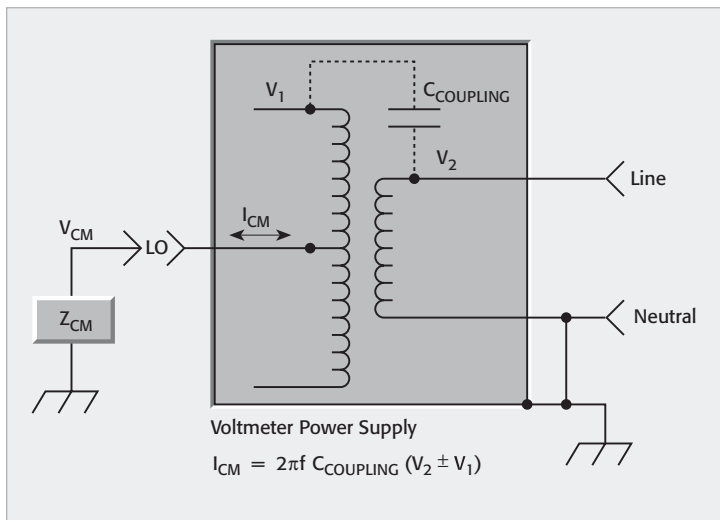 V1
CCOUPLING
V2
Line
ICM
VCM
LO
ZCM
Neutral
Voltmeter Power Supply
ICM = 2πf CCOUPLING (V2 ± V1)